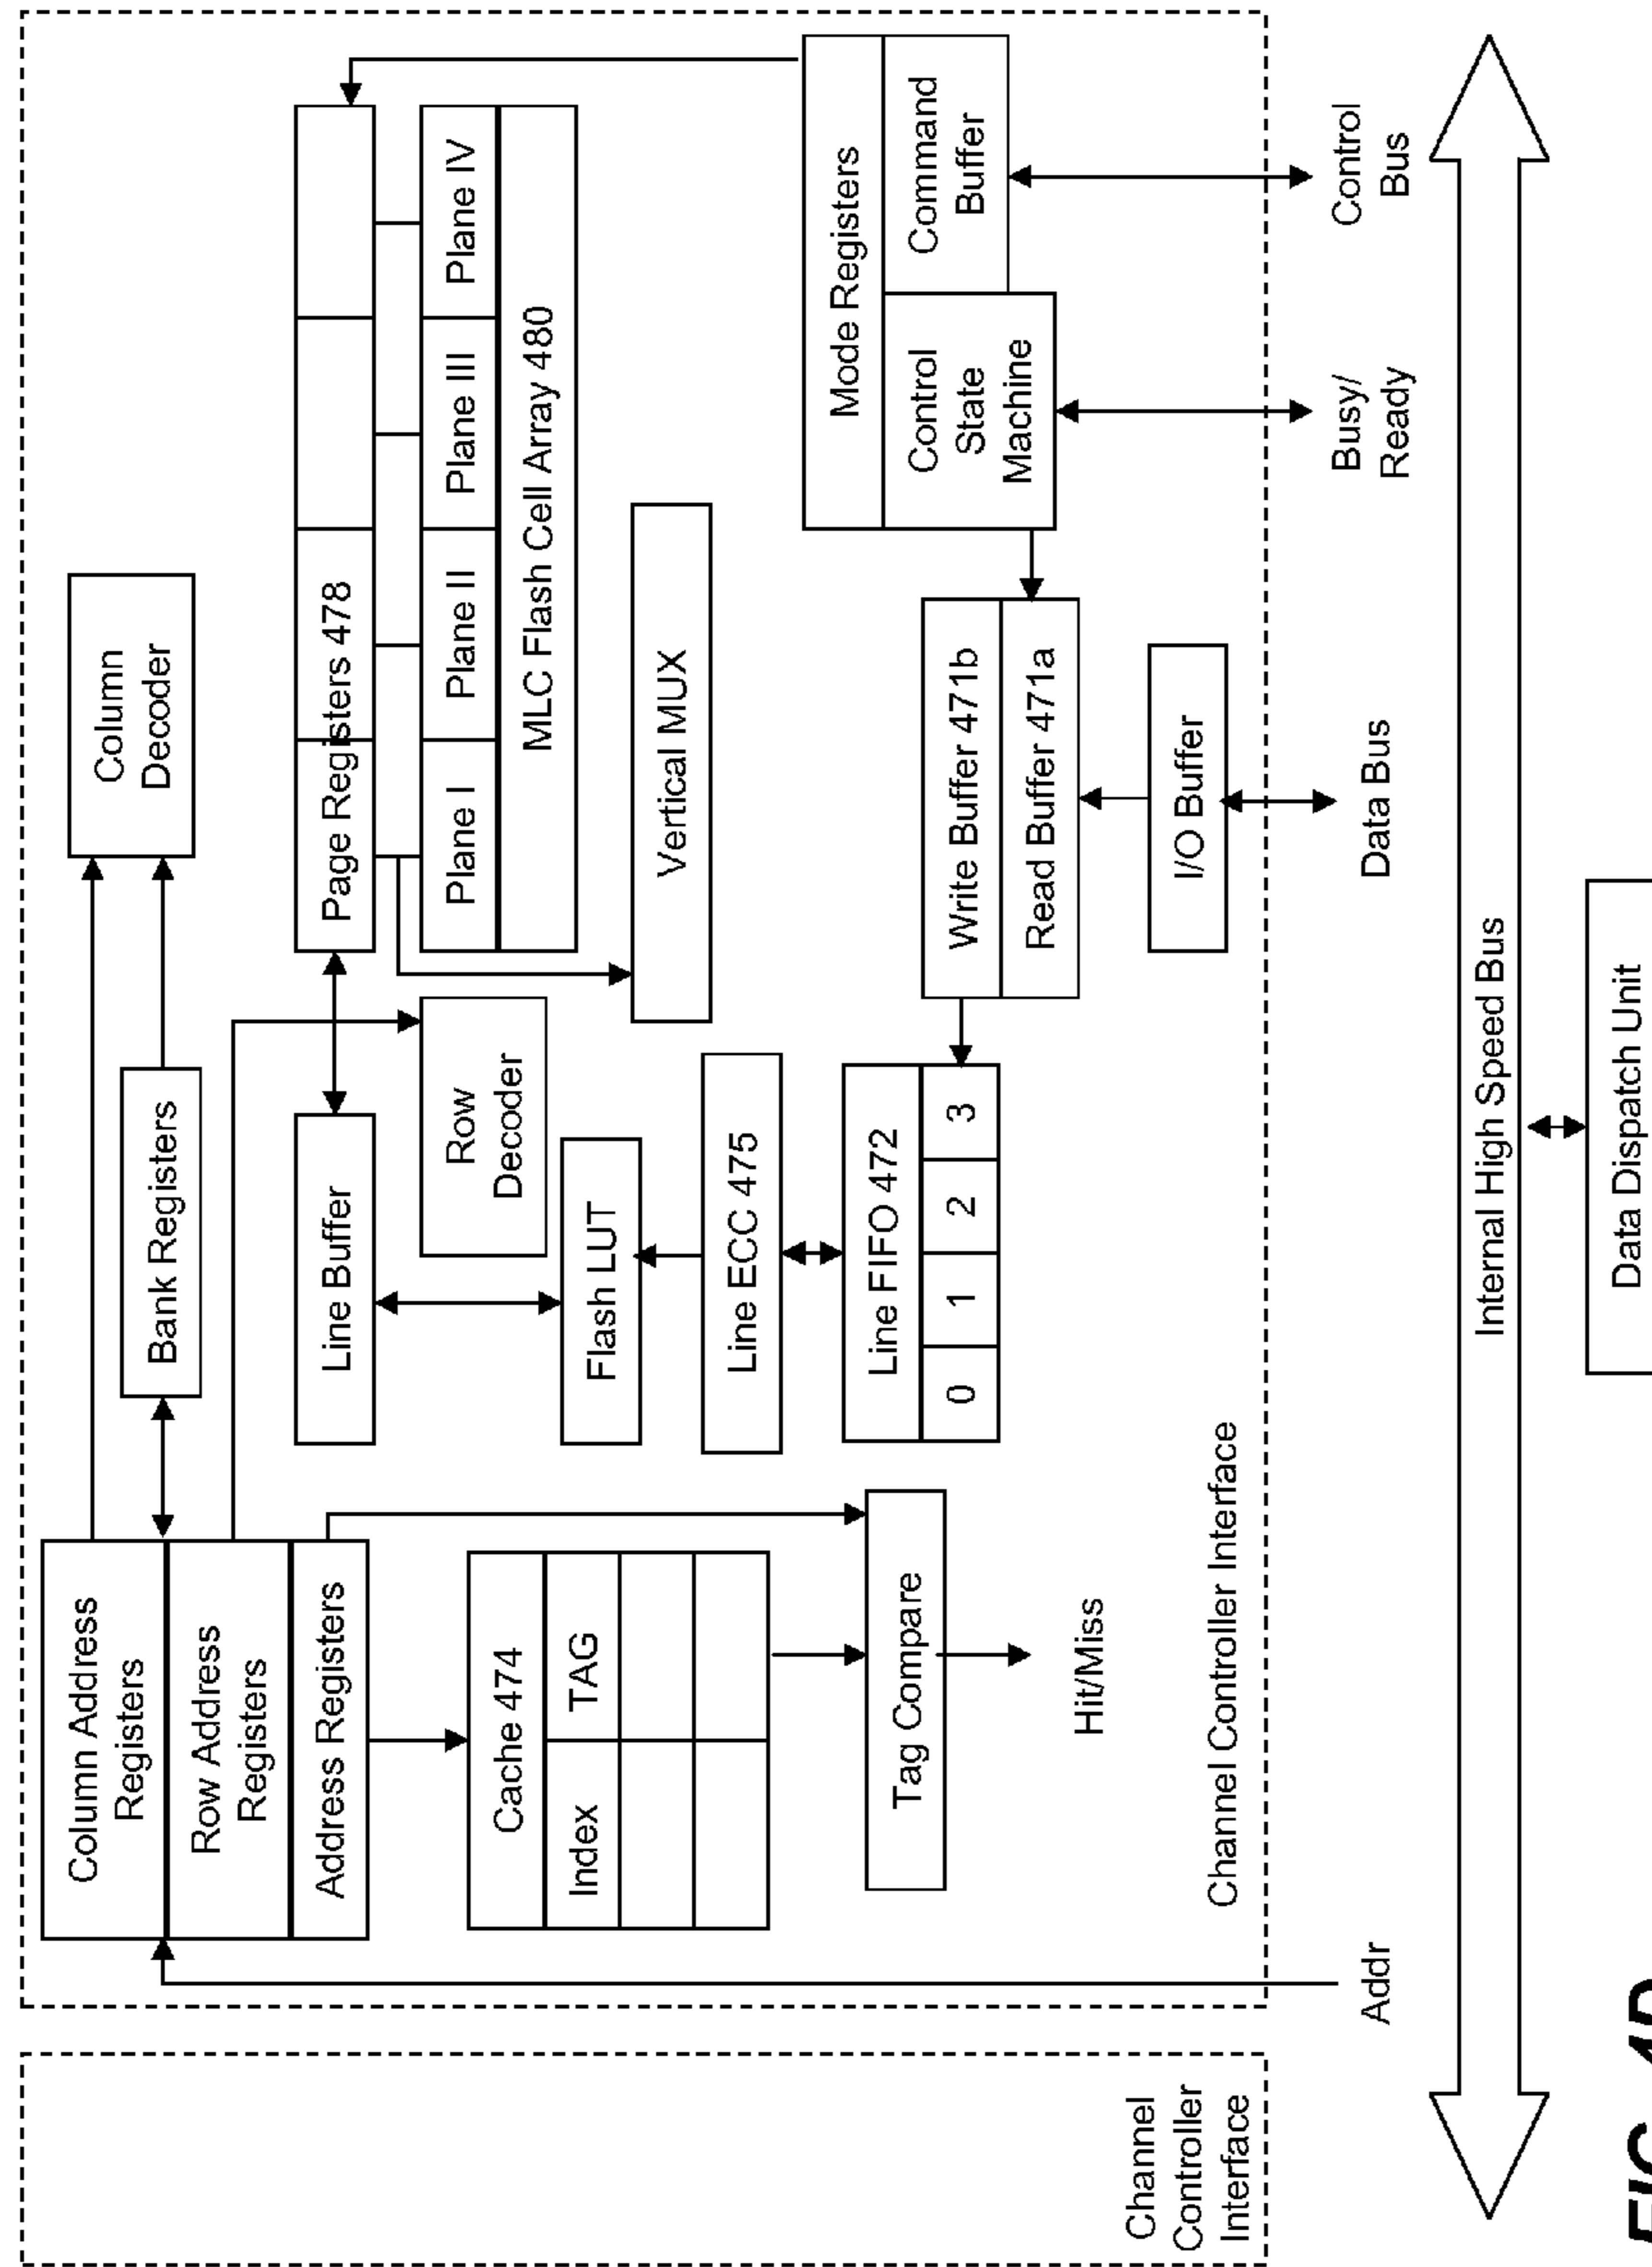 Column Address
Registers
Row Address
Registers
Address Registers
Bank Registers
Column
Decoder
Line Buffer
Page Registers 478
Row
Decoder
Plane I
Plane II
Plane III
Plane IV
MLC Flash Cell Array 480
Cache 474
Index
TAG
Flash LUT
Vertical MUX
Line ECC 475
Mode Registers
Control
State
Machine
Command
Buffer
Tag Compare
Line FIFO 472
0
1
2
3
Write Buffer 471b
Read Buffer 471a
Hit/Miss
I/O Buffer
Channel
Controller
Interface
Channel Controller Interface
Addr
Data Bus
Busy/
Ready
Control
Bus
Internal High Speed Bus
Data Dispatch Unit
FIG. 4D